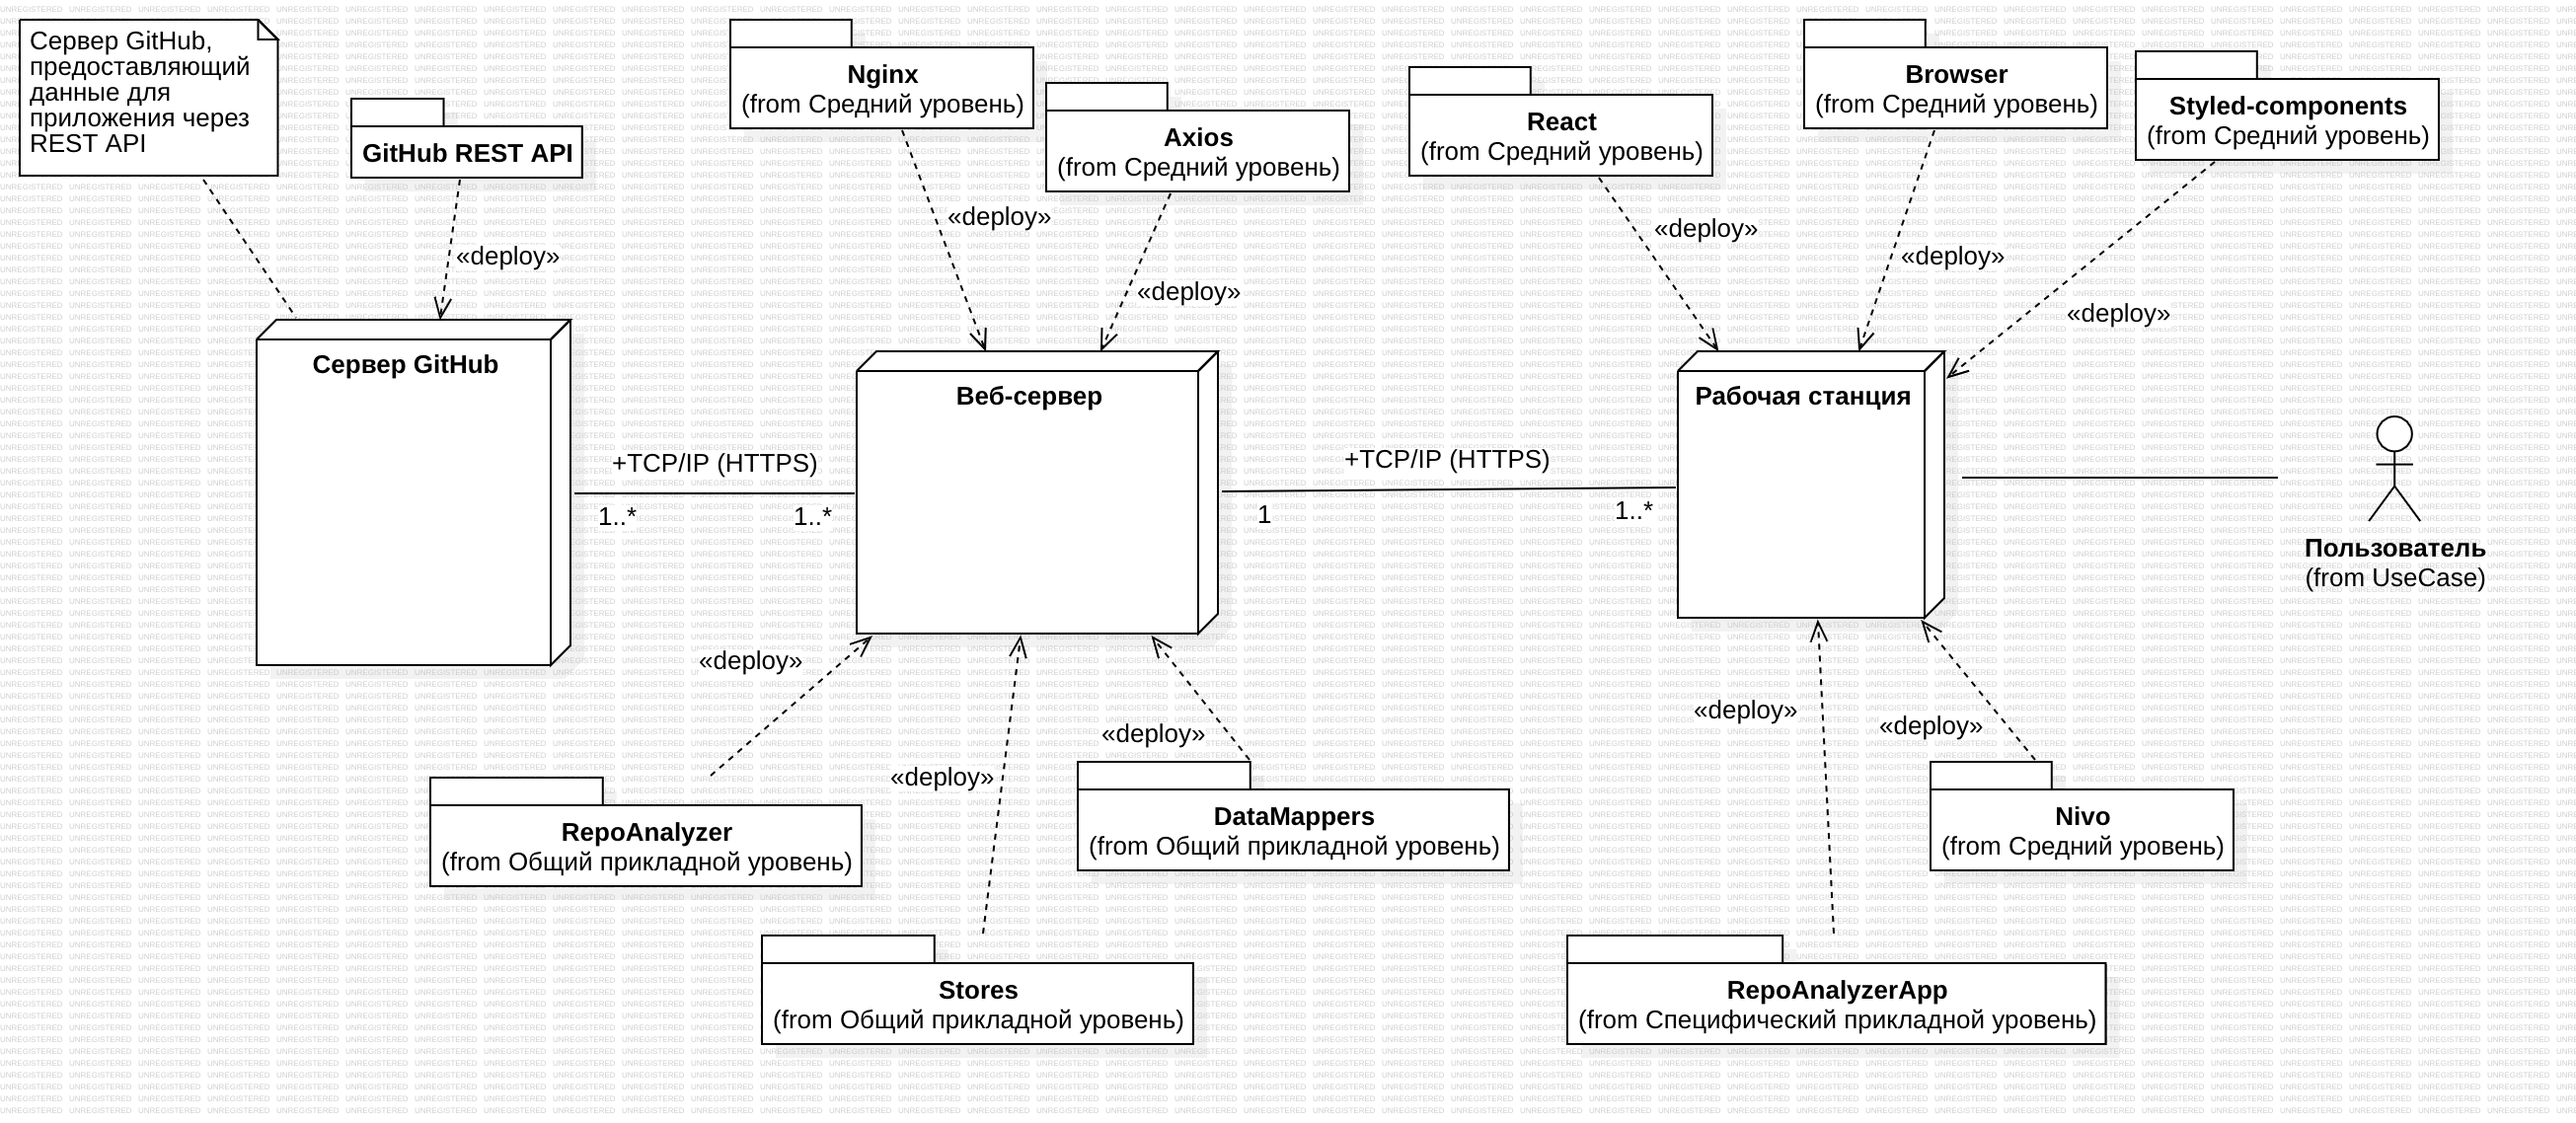 Сервер GitHub,
предоставляющий
данные для
приложения через
REST API
GitHub REST API
Nginx
(from Средний уровень)
Axios
(from Средний уровень)
React
(from Средний уровень)
Browser
(from Средний уровень)
Styled-components
(from Средний уровень)
«deploy»
«deploy»
«deploy»
«deploy»
«deploy»
«deploy»
Сервер GitHub
Веб-сервер
Рабочая станция
+TCP/IP (HTTPS)
1..*
1..*
+TCP/IP (HTTPS)
1
1..*
Пользователь
(from UseCase)
«deploy»
«deploy»
«deploy»
«deploy»
«deploy»
RepoAnalyzer
(from Общий прикладной уровень)
DataMappers
(from Общий прикладной уровень)
Nivo
(from Средний уровень)
Stores
(from Общий прикладной уровень)
RepoAnalyzerApp
(from Специфический прикладной уровень)
UNREGISTERED